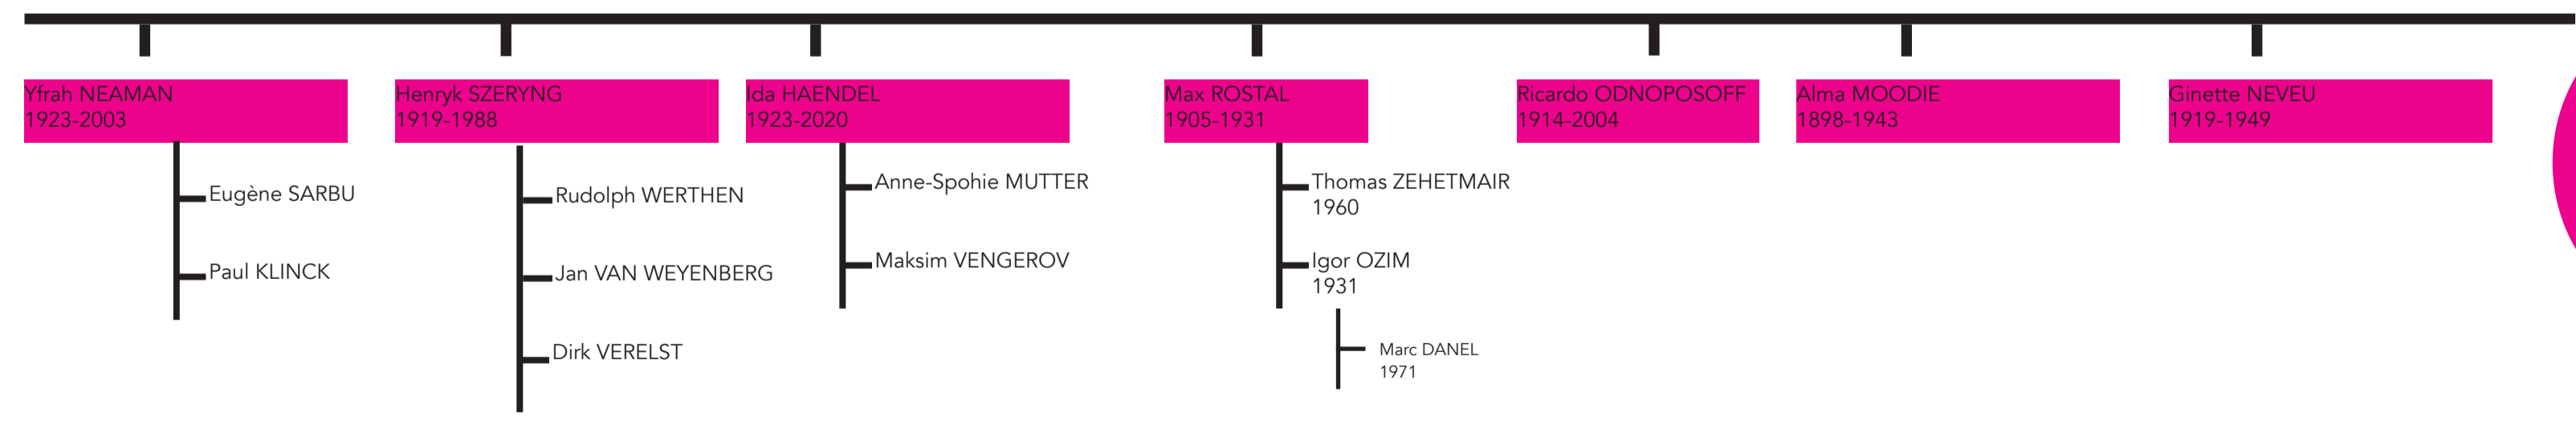 Yfrah NEAMAN
1923-2003
Eugène SARBU
Paul KLINCK
Henryk SZERYNG
1919-1988
Rudolph WERTHEN
Jan VAN WEYENBERG
Dirk VERELST
Ida HAENDEL
1923-2020
Anne-Spohie MUTTER
Maksim VENGEROV
Max ROSTAL
1905-1931
Thomas ZEHETMAIR
1960
Igor OZIM
1931
Marc DANEL
1971
Ricardo ODNOPOSOFF
1914-2004
Alma MOODIE
1898-1943
Ginette NEVEU
1919-1949